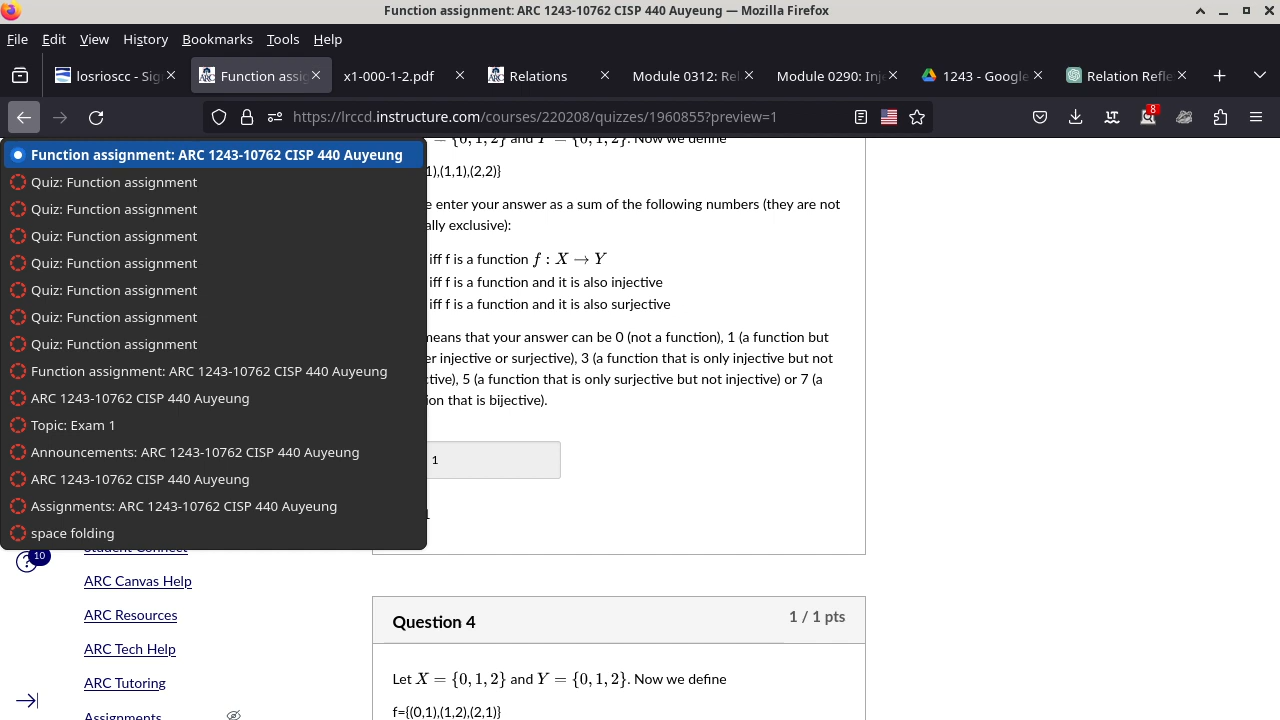 Function assignment: ARC 1243-10762 CISP 440 Auyeung — Mozilla Firefox
File Edit View History Bookmarks Tools Help
losrioscc - Sig
Function assig
x1-000-1-2.pdf
Relations
Module 0312: Rel
Module 0290: Inj
1243 - Google
Relation Refle
https://lrccd.instructure.com/courses/220208/quizzes/1960855?preview=1
8
Function assignment: ARC 1243-10762 CISP 440 Auyeung
Quiz: Function assignment
Quiz: Function assignment
Quiz: Function assignment
Quiz: Function assignment
Quiz: Function assignment
Quiz: Function assignment
Quiz: Function assignment
Function assignment: ARC 1243-10762 CISP 440 Auyeung
ARC 1243-10762 CISP 440 Auyeung
Topic: Exam 1
Announcements: ARC 1243-10762 CISP 440 Auyeung
ARC 1243-10762 CISP 440 Auyeung
Assignments: ARC 1243-10762 CISP 440 Auyeung
space folding
= {0, 1, 2} and Y = {0, 1, 2}. Now we define
1),(1,1),(2,2)}
e enter your answer as a sum of the following numbers (they are not
ally exclusive):
iff f is a function f : X → Y
iff f is a function and it is also injective
iff f is a function and it is also surjective
means that your answer can be 0 (not a function), 1 (a function but
er injective or surjective), 3 (a function that is only injective but not
ctive), 5 (a function that is only surjective but not injective) or 7 (a
ion that is bijective).
1
1
10
Student Connect
ARC Canvas Help
ARC Resources
ARC Tech Help
ARC Tutoring
Assignments
Question 4
1 / 1 pts
Let X = {0, 1, 2} and Y = {0, 1, 2}. Now we define
f={(0,1),(1,2),(2,1)}